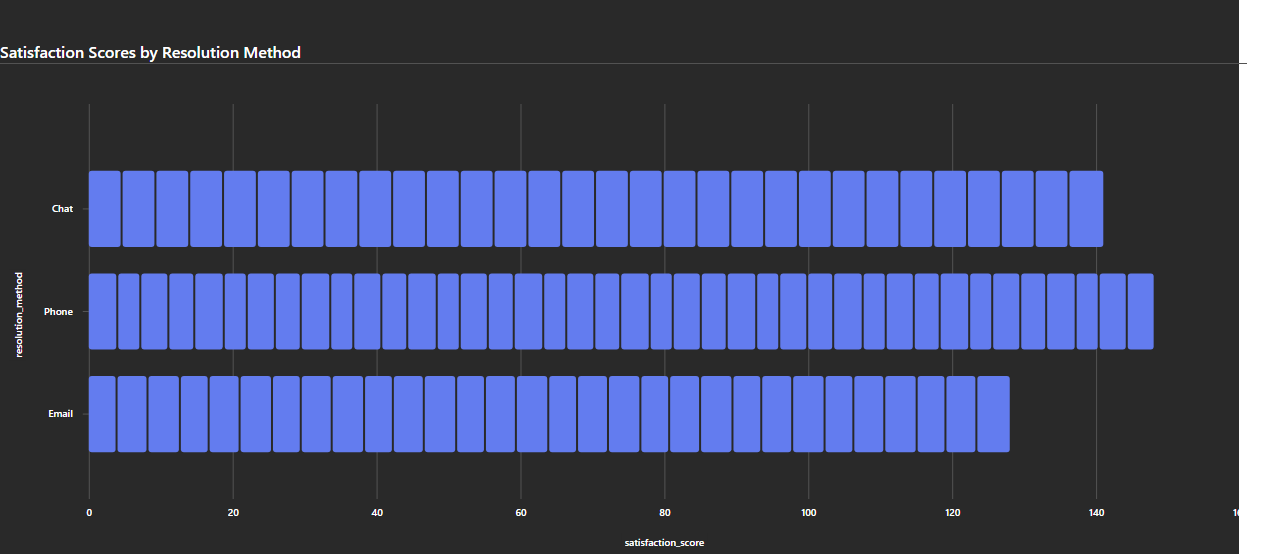 Satisfaction Scores by Resolution Method
Chat
Phone
Email
resolution_method
0 20 40 60 80 100 120 140
satisfaction_score